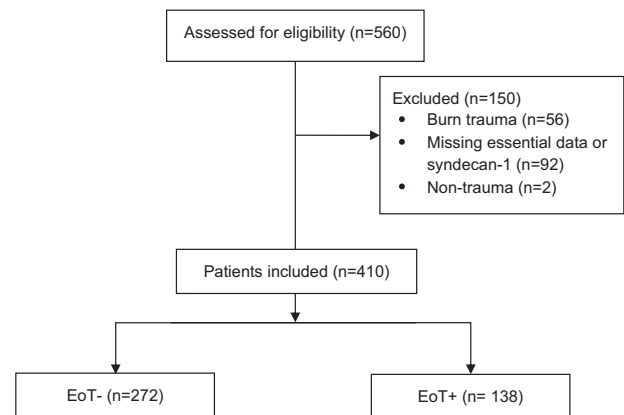 Assessed for eligibility (n=560)
Excluded (n=150)
• Burn trauma (n=56)
• Missing essential data or
syndecan-1 (n=92)
• Non-trauma (n=2)
Patients included (n=410)
EoT- (n=272)
EoT+ (n= 138)